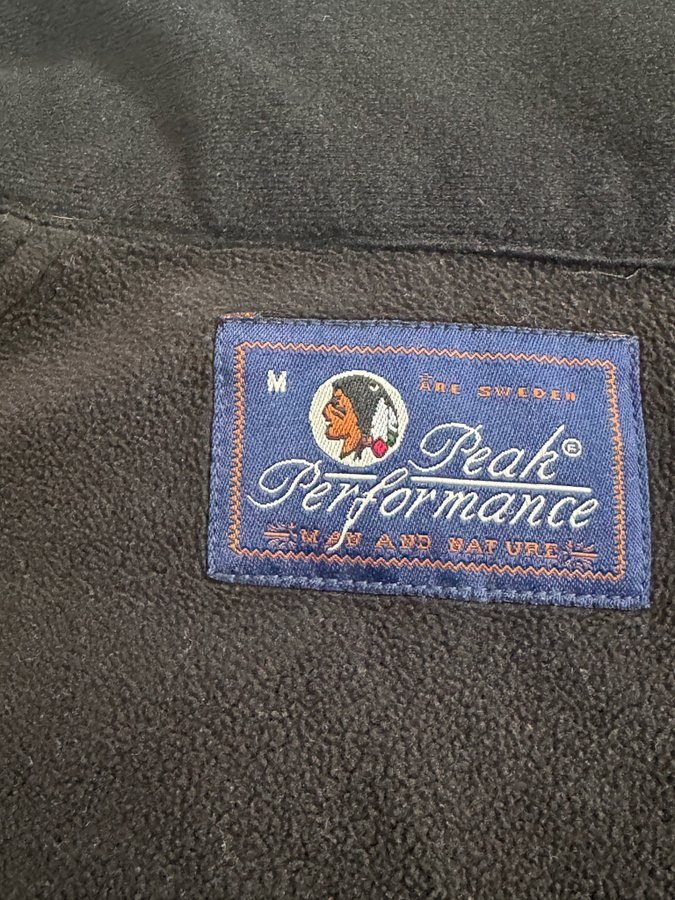 M
ÅRE SWEDEN
Peak®
Performance
MAN AND NATURE